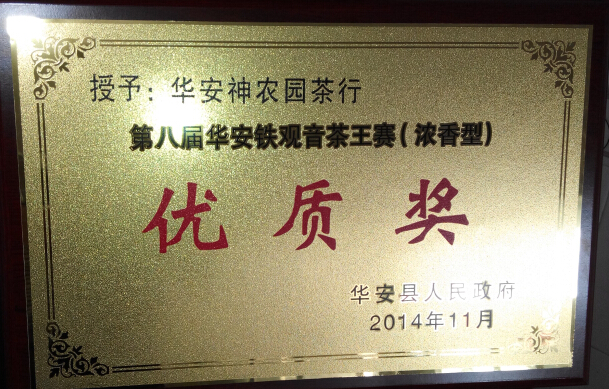 授予：华安神农园茶行
第八届华安铁观音茶王赛(浓香型)
优质奖
华安县人民政府
2014年11月